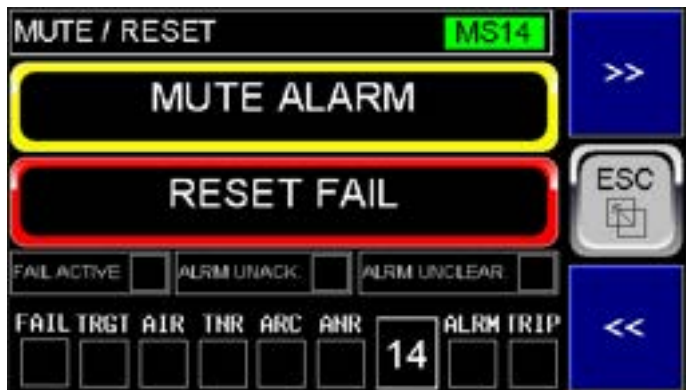 MUTE / RESET MS14
>>
MUTE ALARM
RESET FAIL
ESC
FAIL ACTIVE ALRM UNACK. ALRM UNCLEAR.
FAIL TRGT AIR TNR ARC ANR 14 ALRM TRIP
<<